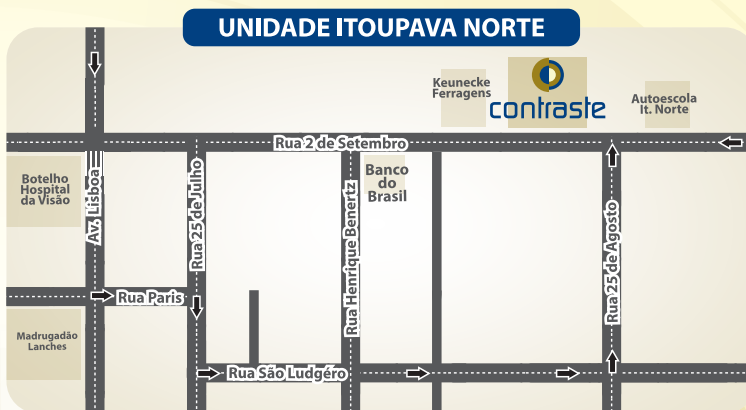 UNIDADE ITOUPAVA NORTE
Keunecke
Ferragens
contraste
Autoescola
It. Norte
Rua 2 de Setembro
Botelho
Hospital
da Visão
Av. Lisboa
Rua 25 de Julho
Rua Henrique Benertz
Banco
do
Brasil
Rua 25 de Agosto
Rua Paris
Madrugadão
Lanches
Rua São Ludgéro